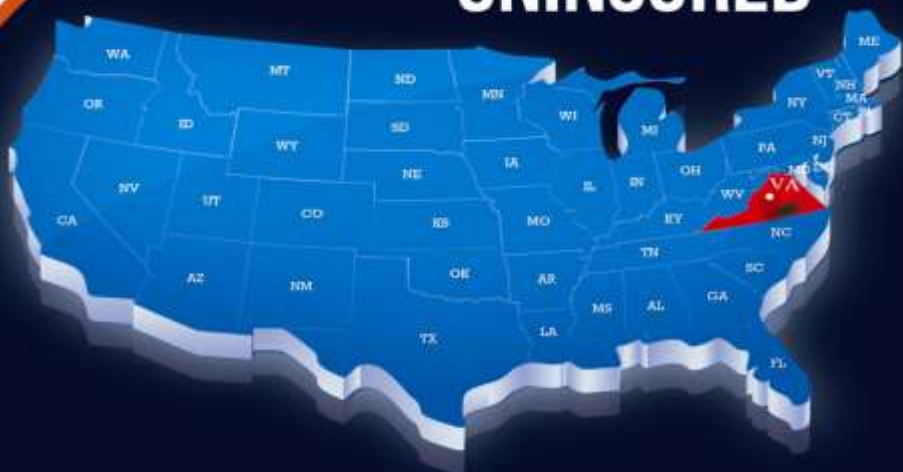 UNINSURED
WA
MT
ND
MN
ME
OR
ID
WY
SD
WI
MI
NY
VT
NH
MA
CT
NV
UT
CO
NE
IA
IL
IN
OH
PA
NJ
MD
CA
KS
MO
KY
WV
VA
AZ
NM
OK
AR
TN
NC
SC
TX
LA
MS
AL
GA
FL